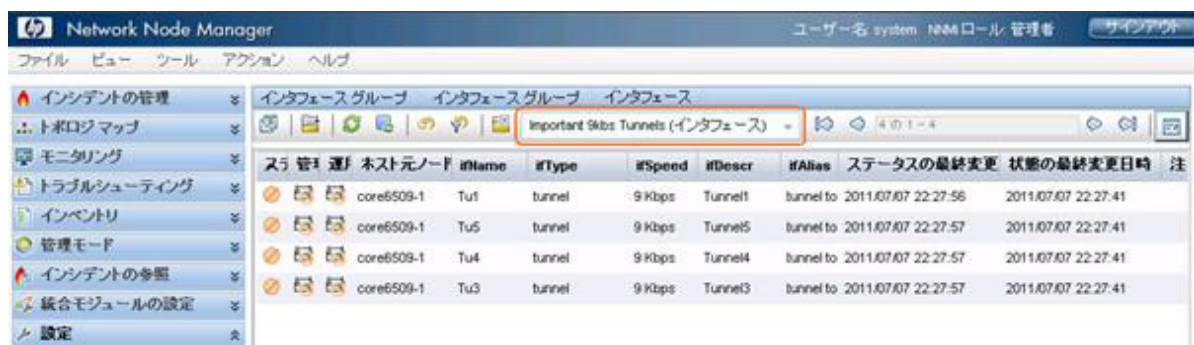 hp Network Node Manager ユーザー名: system NNMロール: 管理者 サインアウト
ファイル ビュー ツール アクション ヘルプ
インシデントの管理
トポロジ マップ
モニタリング
トラブルシューティング
インベントリ
管理モード
インシデントの参照
統合モジュールの設定
設定
インタフェース グループ インタフェース グループ インタフェース
Important 9kbs Tunnels (インタフェース) 4 の 1 - 4
ステ 管理 運用 ホスト元ノード ifName ifType ifSpeed ifDescr ifAlias ステータスの最終変更 状態の最終変更日時 注
core6509-1 Tu1 tunnel 9 Kbps Tunnel1 tunnel to 2011/07/07 22:27:56 2011/07/07 22:27:41
core6509-1 Tu5 tunnel 9 Kbps Tunnel5 tunnel to 2011/07/07 22:27:57 2011/07/07 22:27:41
core6509-1 Tu4 tunnel 9 Kbps Tunnel4 tunnel to 2011/07/07 22:27:57 2011/07/07 22:27:41
core6509-1 Tu3 tunnel 9 Kbps Tunnel3 tunnel to 2011/07/07 22:27:57 2011/07/07 22:27:41